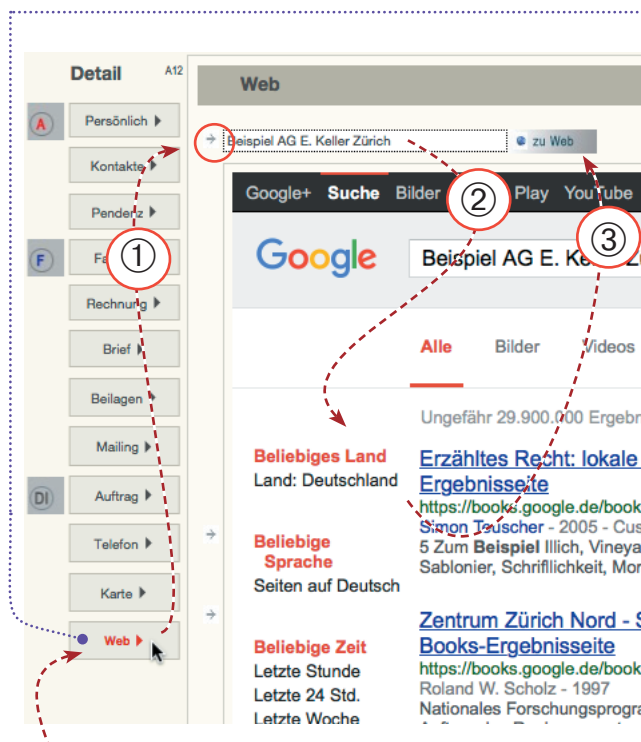 Detail A12
A Persönlich
Kontakte
Pendenz
F
Rechnung
Brief
Beilagen
Mailing
DI Auftrag
Telefon
Karte
Web
①
Web
Beispiel AG E. Keller Zürich zu Web
②
③
Google+ Suche Bilder Play YouTube
Google Beispiel AG E.
Alle Bilder Videos
Ungefähr 29.900.000
Beliebiges Land
Land: Deutschland
Beliebige
Sprache
Seiten auf Deutsch
Beliebige Zeit
Letzte Stunde
Letzte 24 Std.
Letzte Woche
Erzähltes Recht: lokale
Ergebnisseite
https://books.google.de/book
Simon Teuscher - 2005 - Cus
5 Zum Beispiel Illich, Vineya
Sablonier, Schriflichkeit, Mor
Zentrum Zürich Nord - S
Books-Ergebnisseite
https://books.google.de/book
Roland W. Scholz - 1997
Nationales Forschungsprogra